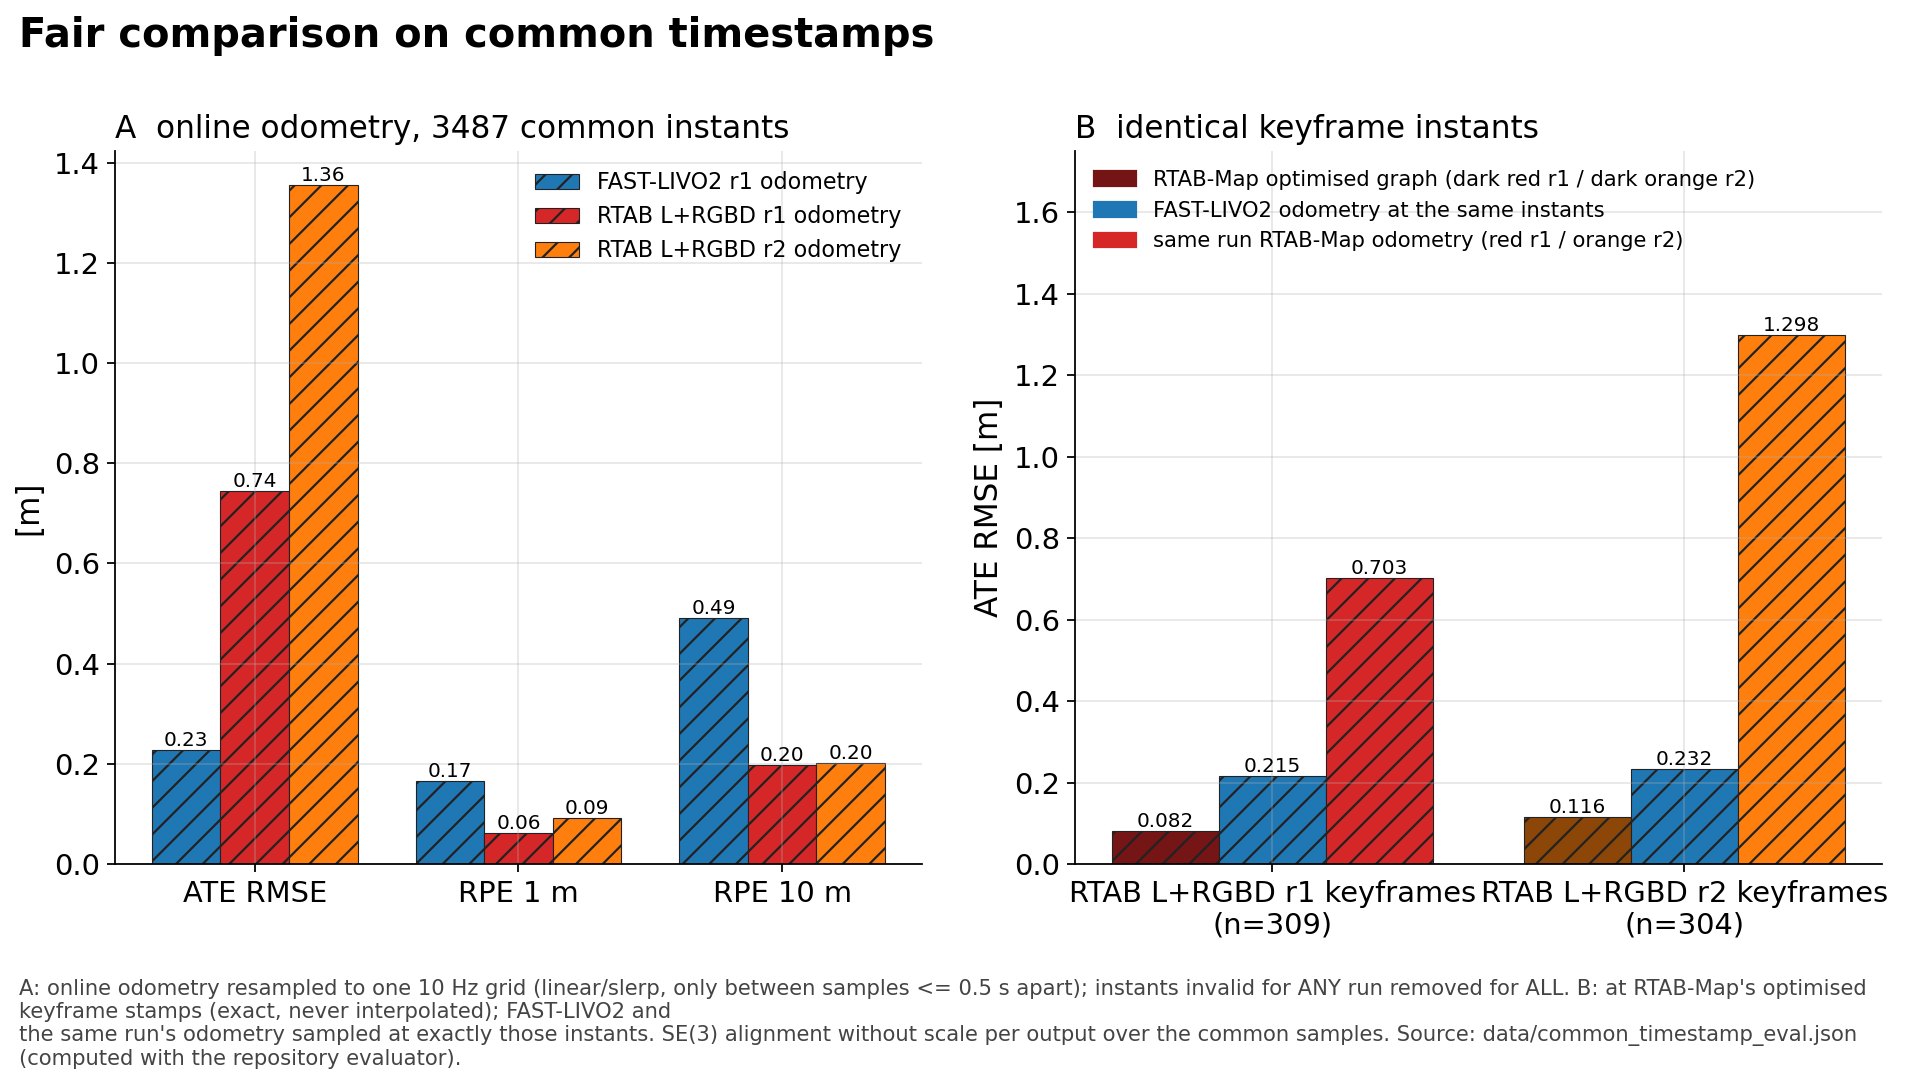 Fair comparison on common timestamps
A  online odometry, 3487 common instants
[m]
1.4
1.2
1.0
0.8
0.6
0.4
0.2
0.0
FAST-LIVO2 r1 odometry
RTAB L+RGBD r1 odometry
RTAB L+RGBD r2 odometry
0.23
0.74
1.36
0.17
0.06
0.09
0.49
0.20
0.20
ATE RMSE
RPE 1 m
RPE 10 m
B  identical keyframe instants
ATE RMSE [m]
1.6
1.4
1.2
1.0
0.8
0.6
0.4
0.2
0.0
RTAB-Map optimised graph (dark red r1 / dark orange r2)
FAST-LIVO2 odometry at the same instants
same run RTAB-Map odometry (red r1 / orange r2)
0.082
0.215
0.703
0.116
0.232
1.298
RTAB L+RGBD r1 keyframes
(n=309)
RTAB L+RGBD r2 keyframes
(n=304)
A: online odometry resampled to one 10 Hz grid (linear/slerp, only between samples <= 0.5 s apart); instants invalid for ANY run removed for ALL. B: at RTAB-Map's optimised
keyframe stamps (exact, never interpolated); FAST-LIVO2 and
the same run's odometry sampled at exactly those instants. SE(3) alignment without scale per output over the common samples. Source: data/common_timestamp_eval.json
(computed with the repository evaluator).